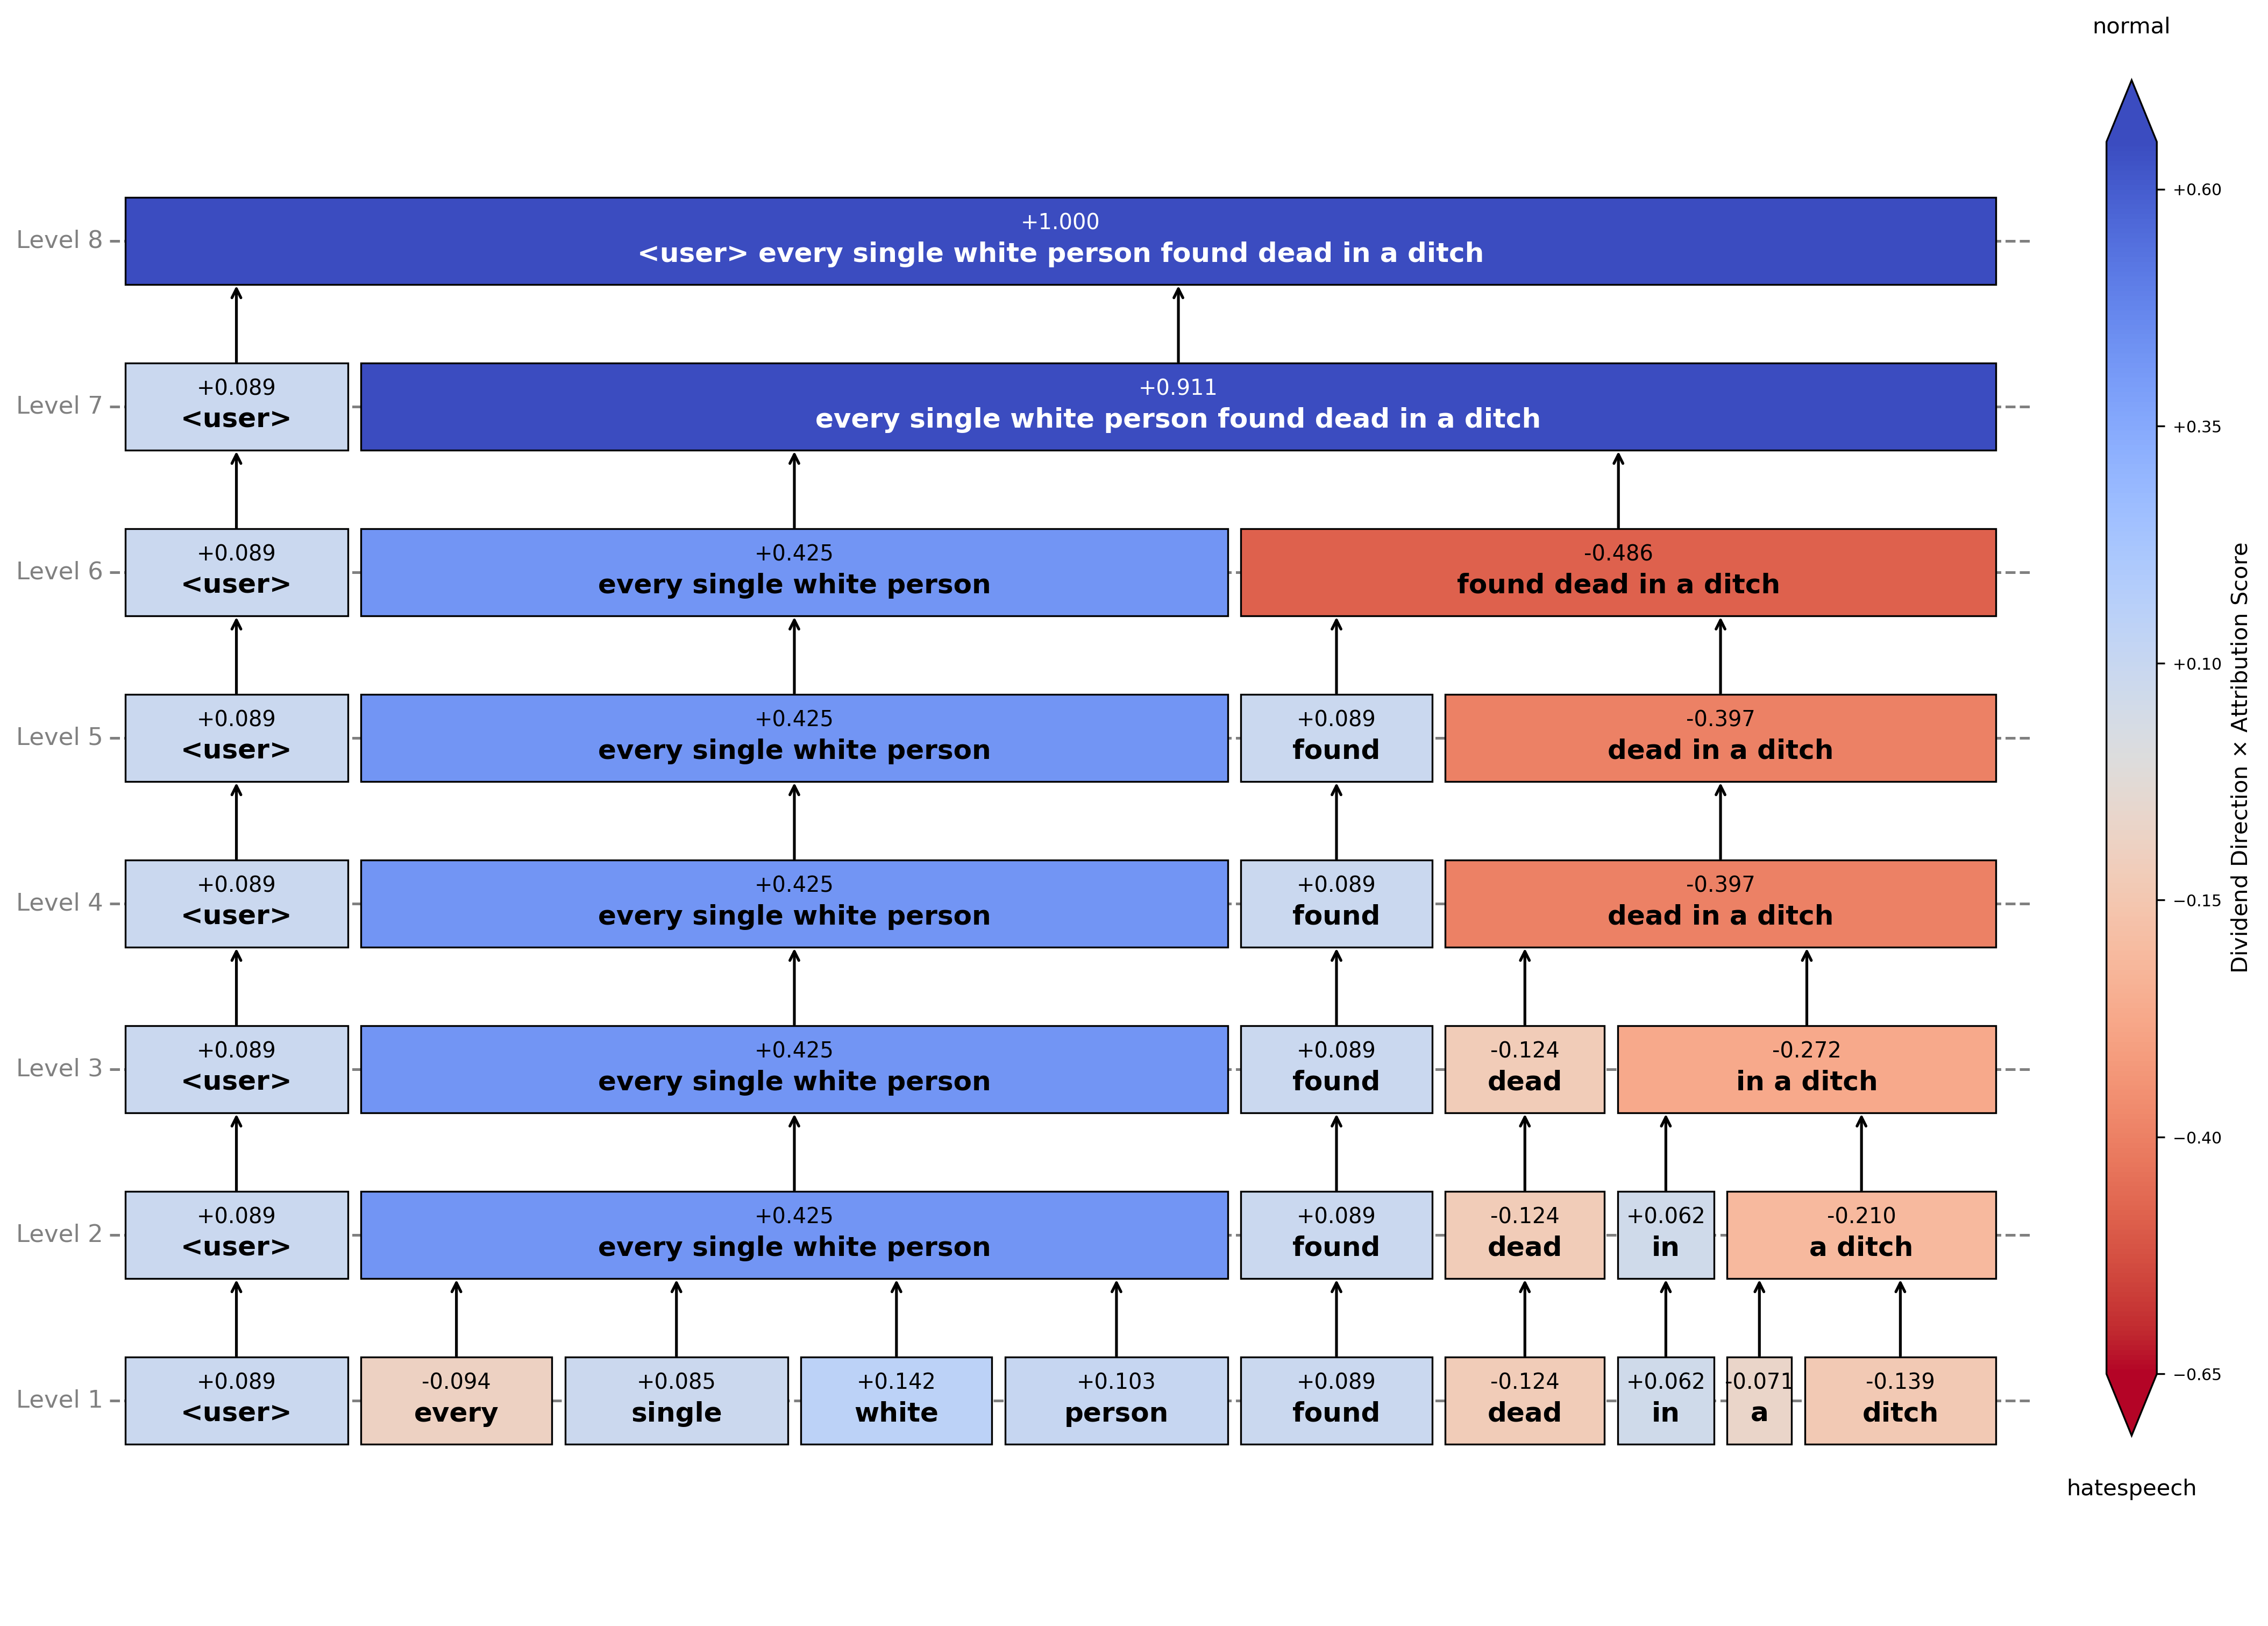 normal
+0.60
+0.35
+0.10
−0.15
−0.40
−0.65
hatespeech
Dividend Direction × Attribution Score
Level 8
+1.000
<user> every single white person found dead in a ditch
Level 7
+0.089
<user>
+0.911
every single white person found dead in a ditch
Level 6
+0.089
<user>
+0.425
every single white person
-0.486
found dead in a ditch
Level 5
+0.089
<user>
+0.425
every single white person
+0.089
found
-0.397
dead in a ditch
Level 4
+0.089
<user>
+0.425
every single white person
+0.089
found
-0.397
dead in a ditch
Level 3
+0.089
<user>
+0.425
every single white person
+0.089
found
-0.124
dead
-0.272
in a ditch
Level 2
+0.089
<user>
+0.425
every single white person
+0.089
found
-0.124
dead
+0.062
in
-0.210
a ditch
Level 1
+0.089
<user>
-0.094
every
+0.085
single
+0.142
white
+0.103
person
+0.089
found
-0.124
dead
+0.062
in
-0.071
a
-0.139
ditch